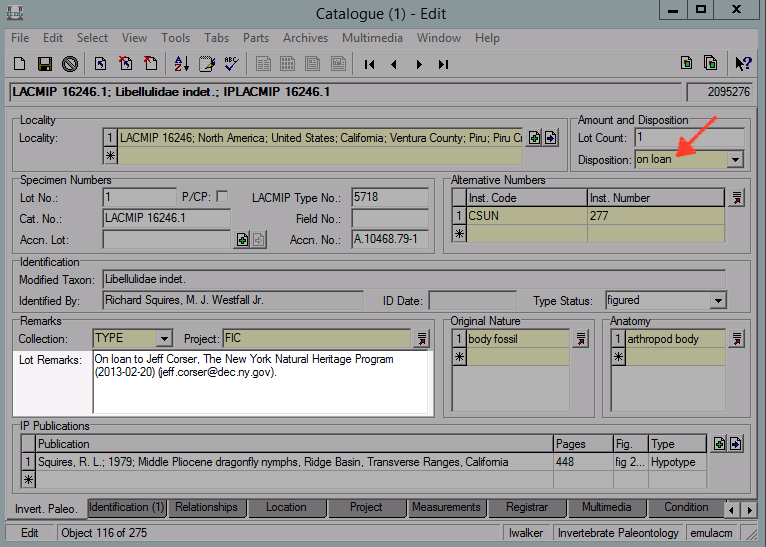 Catalogue (1) - Edit
File Edit Select View Tools Tabs Parts Archives Multimedia Window Help
LACMIP 16246.1; Libellulidae indet.; IPLACMIP 16246.1 2095276
Locality
Locality: 1 LACMIP 16246; North America; United States; California; Ventura County; Piru; Piru
Amount and Disposition
Lot Count: 1
Disposition: on loan
Specimen Numbers
Lot No.: 1 P/CP: LACMIP Type No.: 5718
Cat. No.: LACMIP 16246.1 Field No.:
Accn. Lot: Accn. No.: A.10468.79-1
Alternative Numbers
Inst. Code Inst. Number
1 CSUN 277
Identification
Modified Taxon: Libellulidae indet.
Identified By: Richard Squires, M. J. Westfall Jr. ID Date: Type Status: figured
Remarks
Collection: TYPE Project: FIC
Lot Remarks: On loan to Jeff Corser, The New York Natural Heritage Program
(2013-02-20) (jeff.corser@dec.ny.gov).
Original Nature
1 body fossil
Anatomy
1 arthropod body
IP Publications
Publication Pages Fig. Type
1 Squires, R. L.; 1979; Middle Pliocene dragonfly nymphs, Ridge Basin, Transverse Ranges, California 448 fig 2... Hypotype
Invert. Paleo. Identification (1) Relationships Location Project Measurements Registrar Multimedia Condition
Edit Object 116 of 275 lwalker Invertebrate Paleontology emulacm